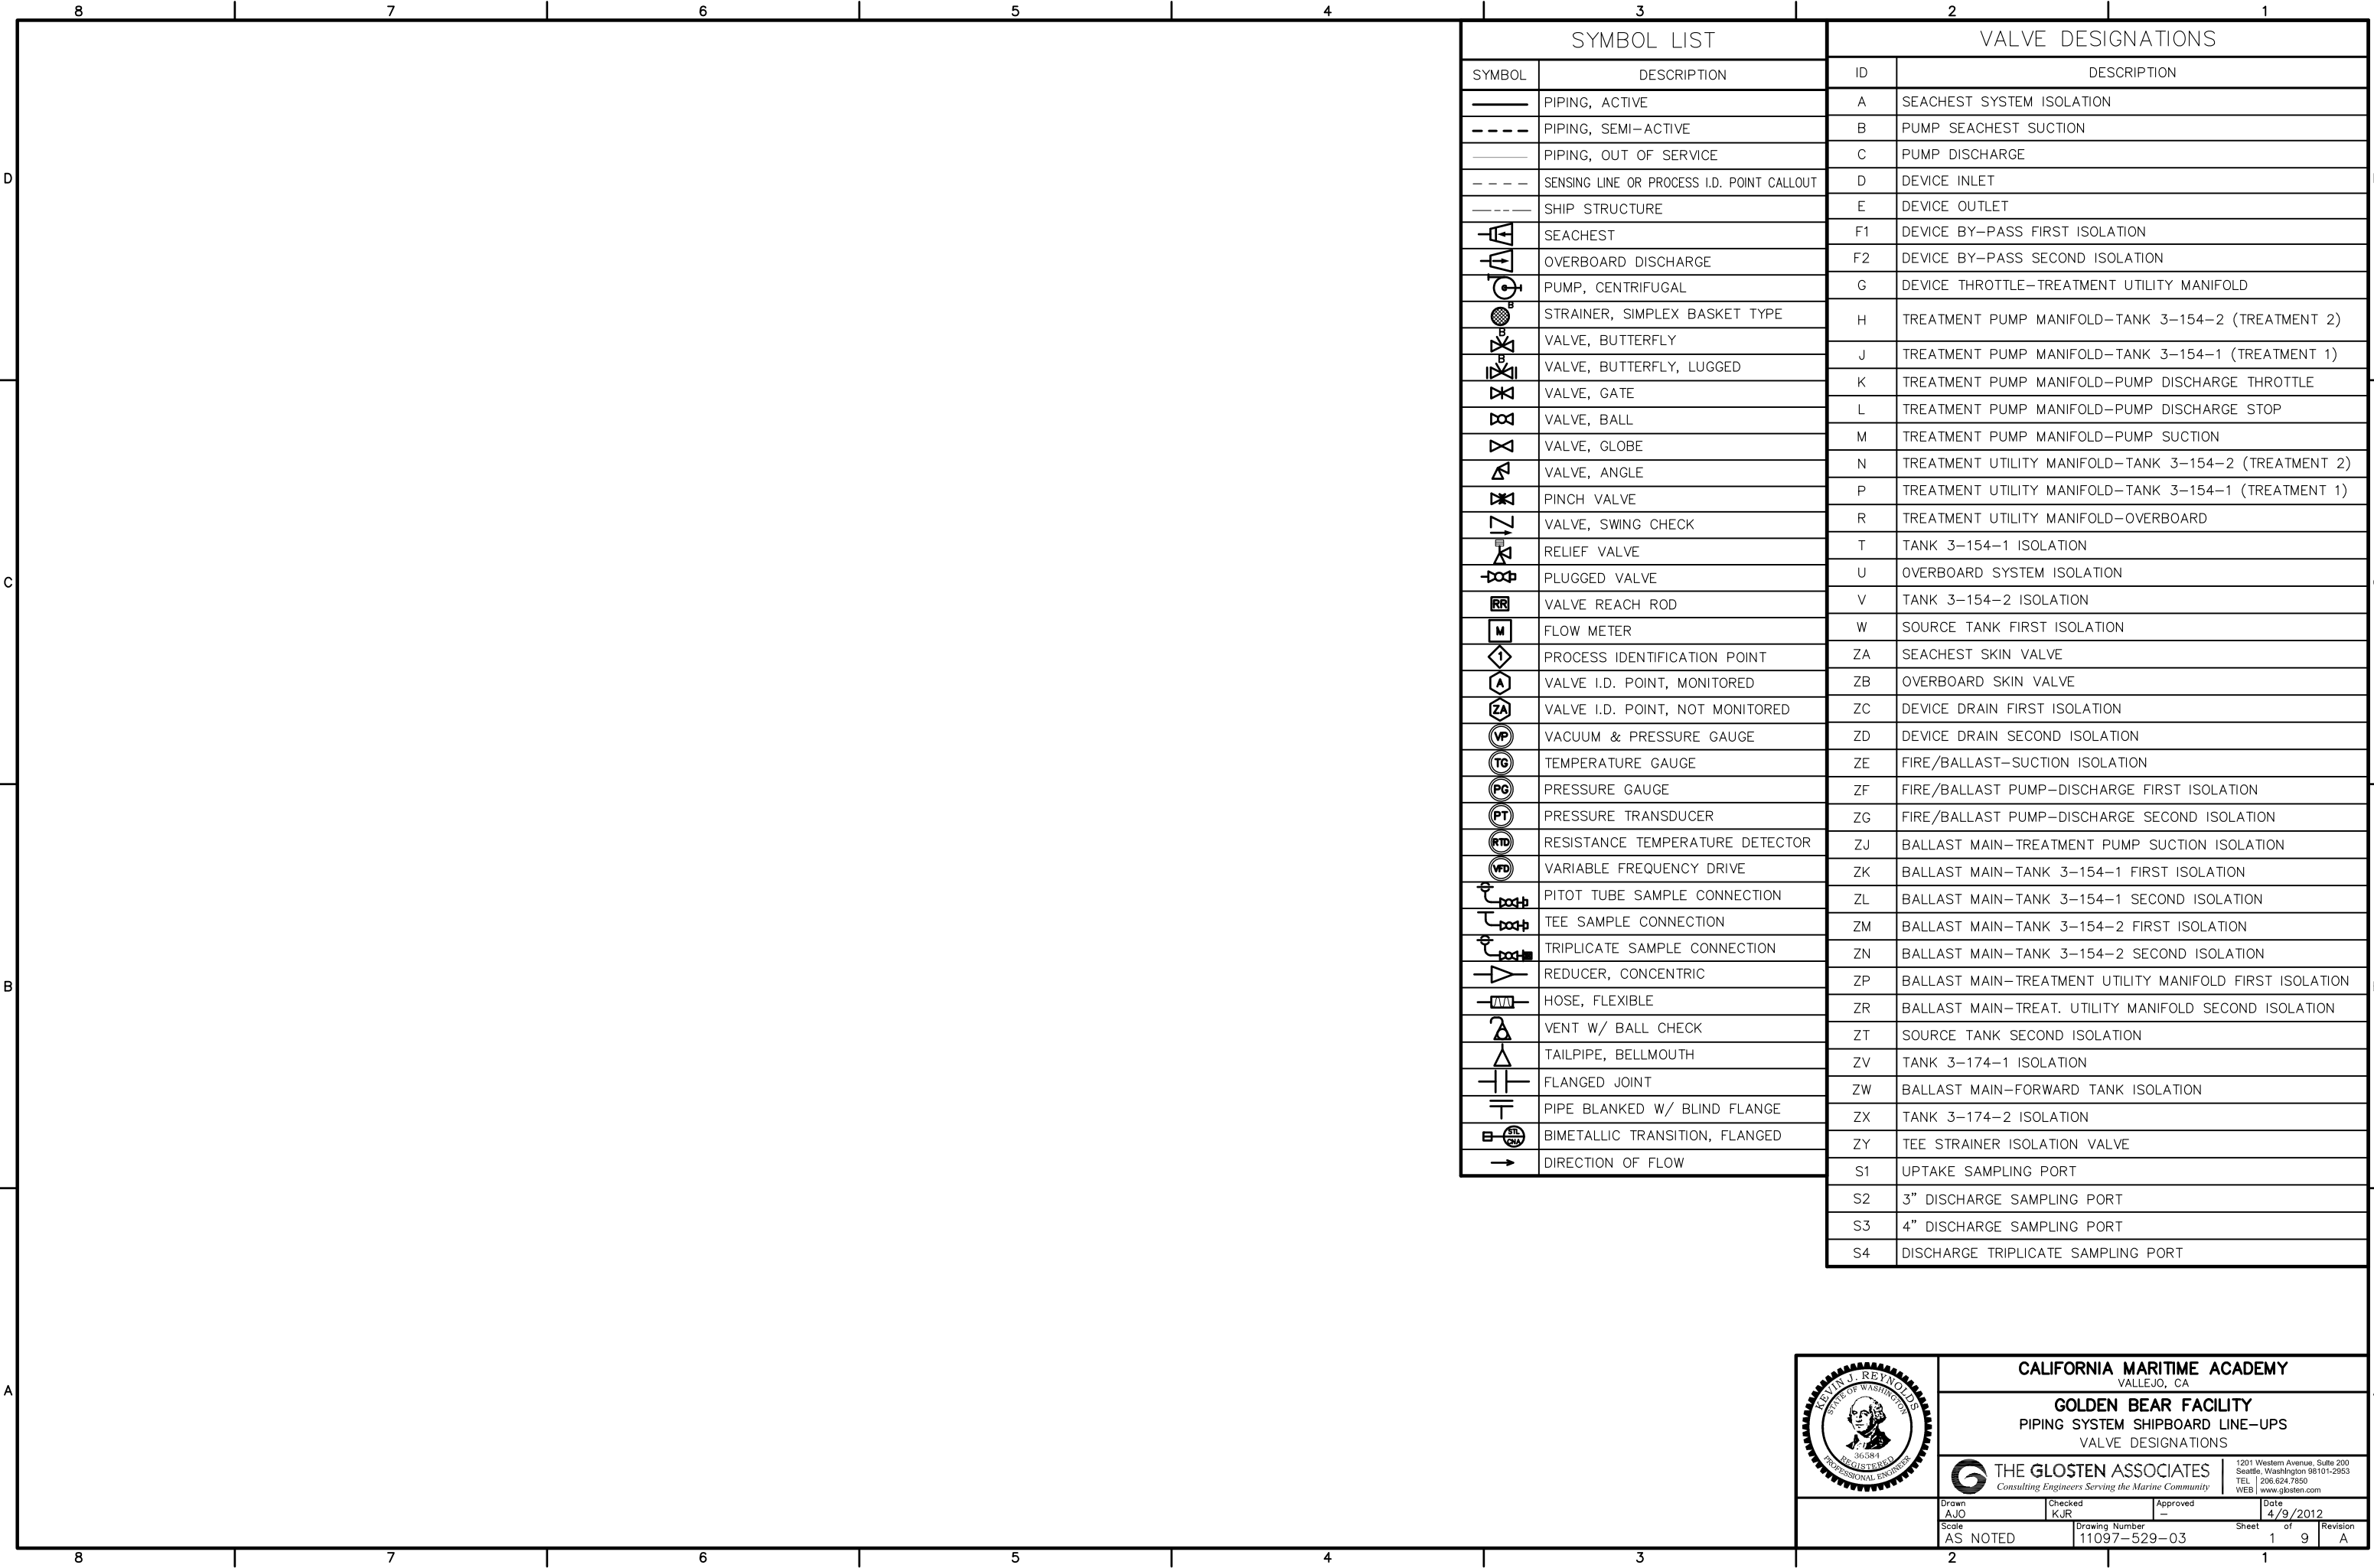 8 7 6 5 4 3 2 1
D
C
B
A
SYMBOL LIST
SYMBOL DESCRIPTION
PIPING, ACTIVE
PIPING, SEMI-ACTIVE
PIPING, OUT OF SERVICE
SENSING LINE OR PROCESS I.D. POINT CALLOUT
SHIP STRUCTURE
SEACHEST
OVERBOARD DISCHARGE
PUMP, CENTRIFUGAL
B STRAINER, SIMPLEX BASKET TYPE
B VALVE, BUTTERFLY
B VALVE, BUTTERFLY, LUGGED
VALVE, GATE
VALVE, BALL
VALVE, GLOBE
VALVE, ANGLE
PINCH VALVE
VALVE, SWING CHECK
RELIEF VALVE
PLUGGED VALVE
RR VALVE REACH ROD
M FLOW METER
1 PROCESS IDENTIFICATION POINT
A VALVE I.D. POINT, MONITORED
ZA VALVE I.D. POINT, NOT MONITORED
VP VACUUM & PRESSURE GAUGE
TG TEMPERATURE GAUGE
PG PRESSURE GAUGE
PT PRESSURE TRANSDUCER
RTD RESISTANCE TEMPERATURE DETECTOR
VFD VARIABLE FREQUENCY DRIVE
PITOT TUBE SAMPLE CONNECTION
TEE SAMPLE CONNECTION
TRIPLICATE SAMPLE CONNECTION
REDUCER, CONCENTRIC
HOSE, FLEXIBLE
VENT W/ BALL CHECK
TAILPIPE, BELLMOUTH
FLANGED JOINT
PIPE BLANKED W/ BLIND FLANGE
STL CNA BIMETALLIC TRANSITION, FLANGED
DIRECTION OF FLOW
VALVE DESIGNATIONS
ID DESCRIPTION
A SEACHEST SYSTEM ISOLATION
B PUMP SEACHEST SUCTION
C PUMP DISCHARGE
D DEVICE INLET
E DEVICE OUTLET
F1 DEVICE BY-PASS FIRST ISOLATION
F2 DEVICE BY-PASS SECOND ISOLATION
G DEVICE THROTTLE-TREATMENT UTILITY MANIFOLD
H TREATMENT PUMP MANIFOLD-TANK 3-154-2 (TREATMENT 2)
J TREATMENT PUMP MANIFOLD-TANK 3-154-1 (TREATMENT 1)
K TREATMENT PUMP MANIFOLD-PUMP DISCHARGE THROTTLE
L TREATMENT PUMP MANIFOLD-PUMP DISCHARGE STOP
M TREATMENT PUMP MANIFOLD-PUMP SUCTION
N TREATMENT UTILITY MANIFOLD-TANK 3-154-2 (TREATMENT 2)
P TREATMENT UTILITY MANIFOLD-TANK 3-154-1 (TREATMENT 1)
R TREATMENT UTILITY MANIFOLD-OVERBOARD
T TANK 3-154-1 ISOLATION
U OVERBOARD SYSTEM ISOLATION
V TANK 3-154-2 ISOLATION
W SOURCE TANK FIRST ISOLATION
ZA SEACHEST SKIN VALVE
ZB OVERBOARD SKIN VALVE
ZC DEVICE DRAIN FIRST ISOLATION
ZD DEVICE DRAIN SECOND ISOLATION
ZE FIRE/BALLAST-SUCTION ISOLATION
ZF FIRE/BALLAST PUMP-DISCHARGE FIRST ISOLATION
ZG FIRE/BALLAST PUMP-DISCHARGE SECOND ISOLATION
ZJ BALLAST MAIN-TREATMENT PUMP SUCTION ISOLATION
ZK BALLAST MAIN-TANK 3-154-1 FIRST ISOLATION
ZL BALLAST MAIN-TANK 3-154-1 SECOND ISOLATION
ZM BALLAST MAIN-TANK 3-154-2 FIRST ISOLATION
ZN BALLAST MAIN-TANK 3-154-2 SECOND ISOLATION
ZP BALLAST MAIN-TREATMENT UTILITY MANIFOLD FIRST ISOLATION
ZR BALLAST MAIN-TREAT. UTILITY MANIFOLD SECOND ISOLATION
ZT SOURCE TANK SECOND ISOLATION
ZV TANK 3-174-1 ISOLATION
ZW BALLAST MAIN-FORWARD TANK ISOLATION
ZX TANK 3-174-2 ISOLATION
ZY TEE STRAINER ISOLATION VALVE
S1 UPTAKE SAMPLING PORT
S2 3" DISCHARGE SAMPLING PORT
S3 4" DISCHARGE SAMPLING PORT
S4 DISCHARGE TRIPLICATE SAMPLING PORT
KEVIN J. REYNOLDS
STATE OF WASHINGTON
36584
REGISTERED
PROFESSIONAL ENGINEER
CALIFORNIA MARITIME ACADEMY
VALLEJO, CA
GOLDEN BEAR FACILITY
PIPING SYSTEM SHIPBOARD LINE-UPS
VALVE DESIGNATIONS
THE GLOSTEN ASSOCIATES
Consulting Engineers Serving the Marine Community
1201 Western Avenue, Suite 200
Seattle, Washington 98101-2953
TEL 206.624.7850
WEB www.glosten.com
Drawn Checked Approved Date
AJO KJR - 4/9/2012
Scale Drawing Number Sheet of Revision
AS NOTED 11097-529-03 1 9 A
8 7 6 5 4 3 2 1